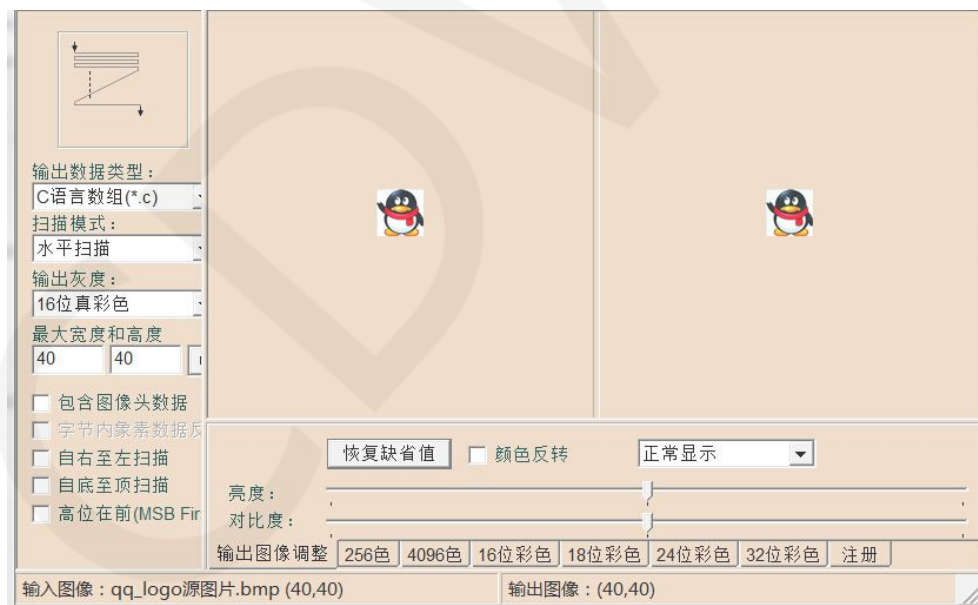 输出数据类型：
C语言数组(*.c)
扫描模式：
水平扫描
输出灰度：
16位真彩色
最大宽度和高度
40 40
包含图像头数据
字节内象素数据反
自右至左扫描
自底至顶扫描
高位在前(MSB Fir
恢复缺省值 颜色反转 正常显示
亮度：
对比度：
输出图像调整 256色 4096色 16位彩色 18位彩色 24位彩色 32位彩色 注册
输入图像：qq_logo源图片.bmp (40,40) 输出图像：(40,40)